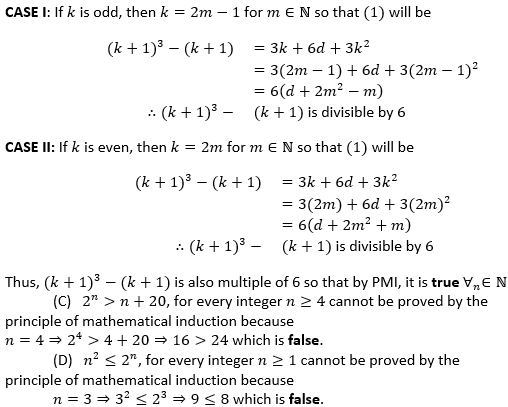 CASE I: If k is odd, then k = 2m − 1 for m ∈ ℕ so that (1) will be
(k + 1)³ − (k + 1) = 3k + 6d + 3k²
= 3(2m − 1) + 6d + 3(2m − 1)²
= 6(d + 2m² − m)
∴ (k + 1)³ − (k + 1) is divisible by 6
CASE II: If k is even, then k = 2m for m ∈ ℕ so that (1) will be
(k + 1)³ − (k + 1) = 3k + 6d + 3k²
= 3(2m) + 6d + 3(2m)²
= 6(d + 2m² + m)
∴ (k + 1)³ − (k + 1) is divisible by 6
Thus, (k + 1)³ − (k + 1) is also multiple of 6 so that by PMI, it is true ∀ₙ∈ ℕ
(C) 2ⁿ > n + 20, for every integer n ≥ 4 cannot be proved by the
principle of mathematical induction because
n = 4 ⇒ 2⁴ > 4 + 20 ⇒ 16 > 24 which is false.
(D) n² ≤ 2ⁿ, for every integer n ≥ 1 cannot be proved by the
principle of mathematical induction because
n = 3 ⇒ 3² ≤ 2³ ⇒ 9 ≤ 8 which is false.